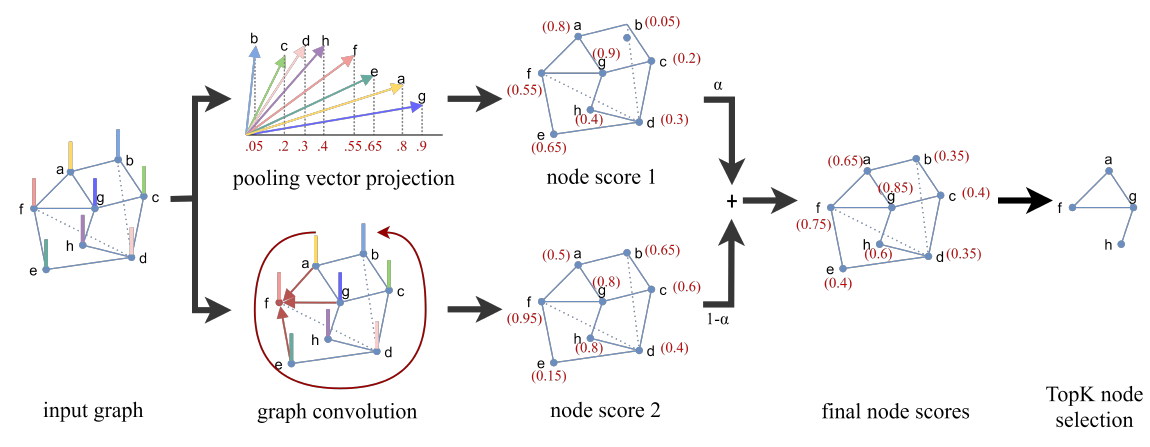 b c d h f e a g
.05 .2 .3 .4 .55 .65 .8 .9
pooling vector projection
(0.8) a b (0.05)
(0.9) g c (0.2)
f (0.55)
h (0.4) d (0.3)
e (0.65)
node score 1
α
a b
g c
f
h d
e
input graph
a b
g c
f
h d
e
graph convolution
(0.5) a b (0.65)
(0.8) g c (0.6)
f (0.95)
h (0.8) d (0.4)
e (0.15)
node score 2
1-α
+
(0.65) a b (0.35)
(0.85) g c (0.4)
f (0.75)
h (0.6) d (0.35)
e (0.4)
final node scores
a
f g
h
TopK node
selection